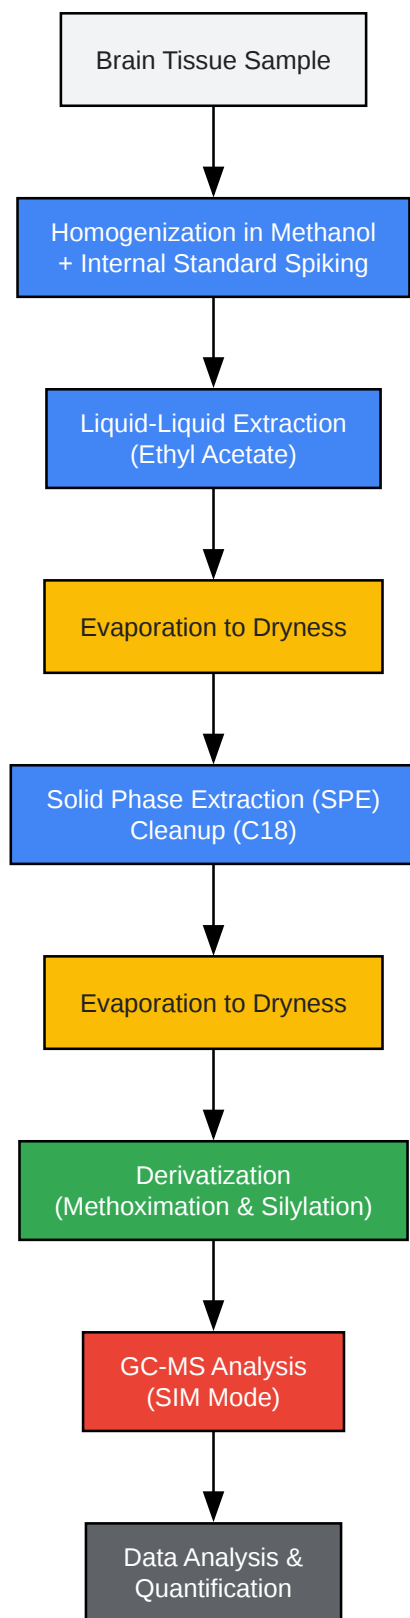 Brain Tissue Sample
Homogenization in Methanol
+ Internal Standard Spiking
Liquid-Liquid Extraction
(Ethyl Acetate)
Evaporation to Dryness
Solid Phase Extraction (SPE)
Cleanup (C18)
Evaporation to Dryness
Derivatization
(Methoximation & Silylation)
GC-MS Analysis
(SIM Mode)
Data Analysis &
Quantification